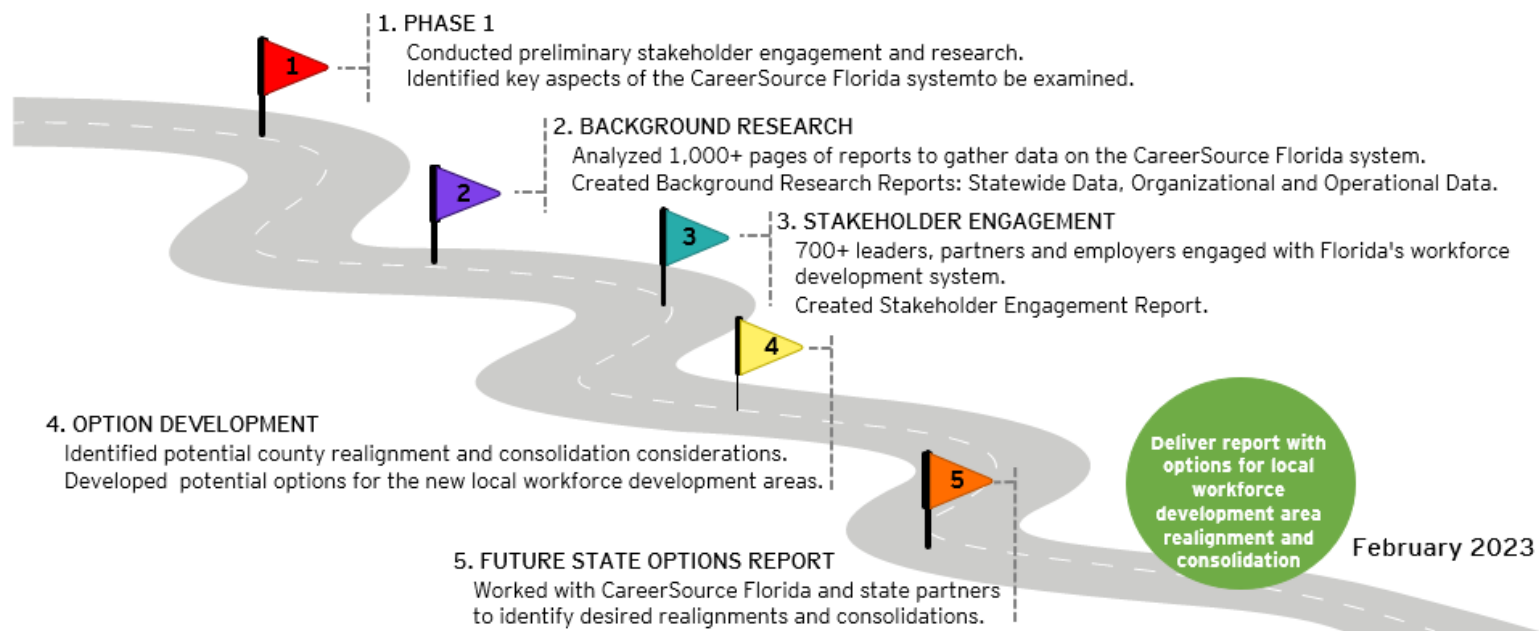 1
1. PHASE 1
Conducted preliminary stakeholder engagement and research.
Identified key aspects of the CareerSource Florida systemto be examined.
2
2. BACKGROUND RESEARCH
Analyzed 1,000+ pages of reports to gather data on the CareerSource Florida system.
Created Background Research Reports: Statewide Data, Organizational and Operational Data.
3
3. STAKEHOLDER ENGAGEMENT
700+ leaders, partners and employers engaged with Florida's workforce
development system.
Created Stakeholder Engagement Report.
4
4. OPTION DEVELOPMENT
Identified potential county realignment and consolidation considerations.
Developed potential options for the new local workforce development areas.
5
5. FUTURE STATE OPTIONS REPORT
Worked with CareerSource Florida and state partners
to identify desired realignments and consolidations.
Deliver report with
options for local
workforce
development area
realignment and
consolidation
February 2023